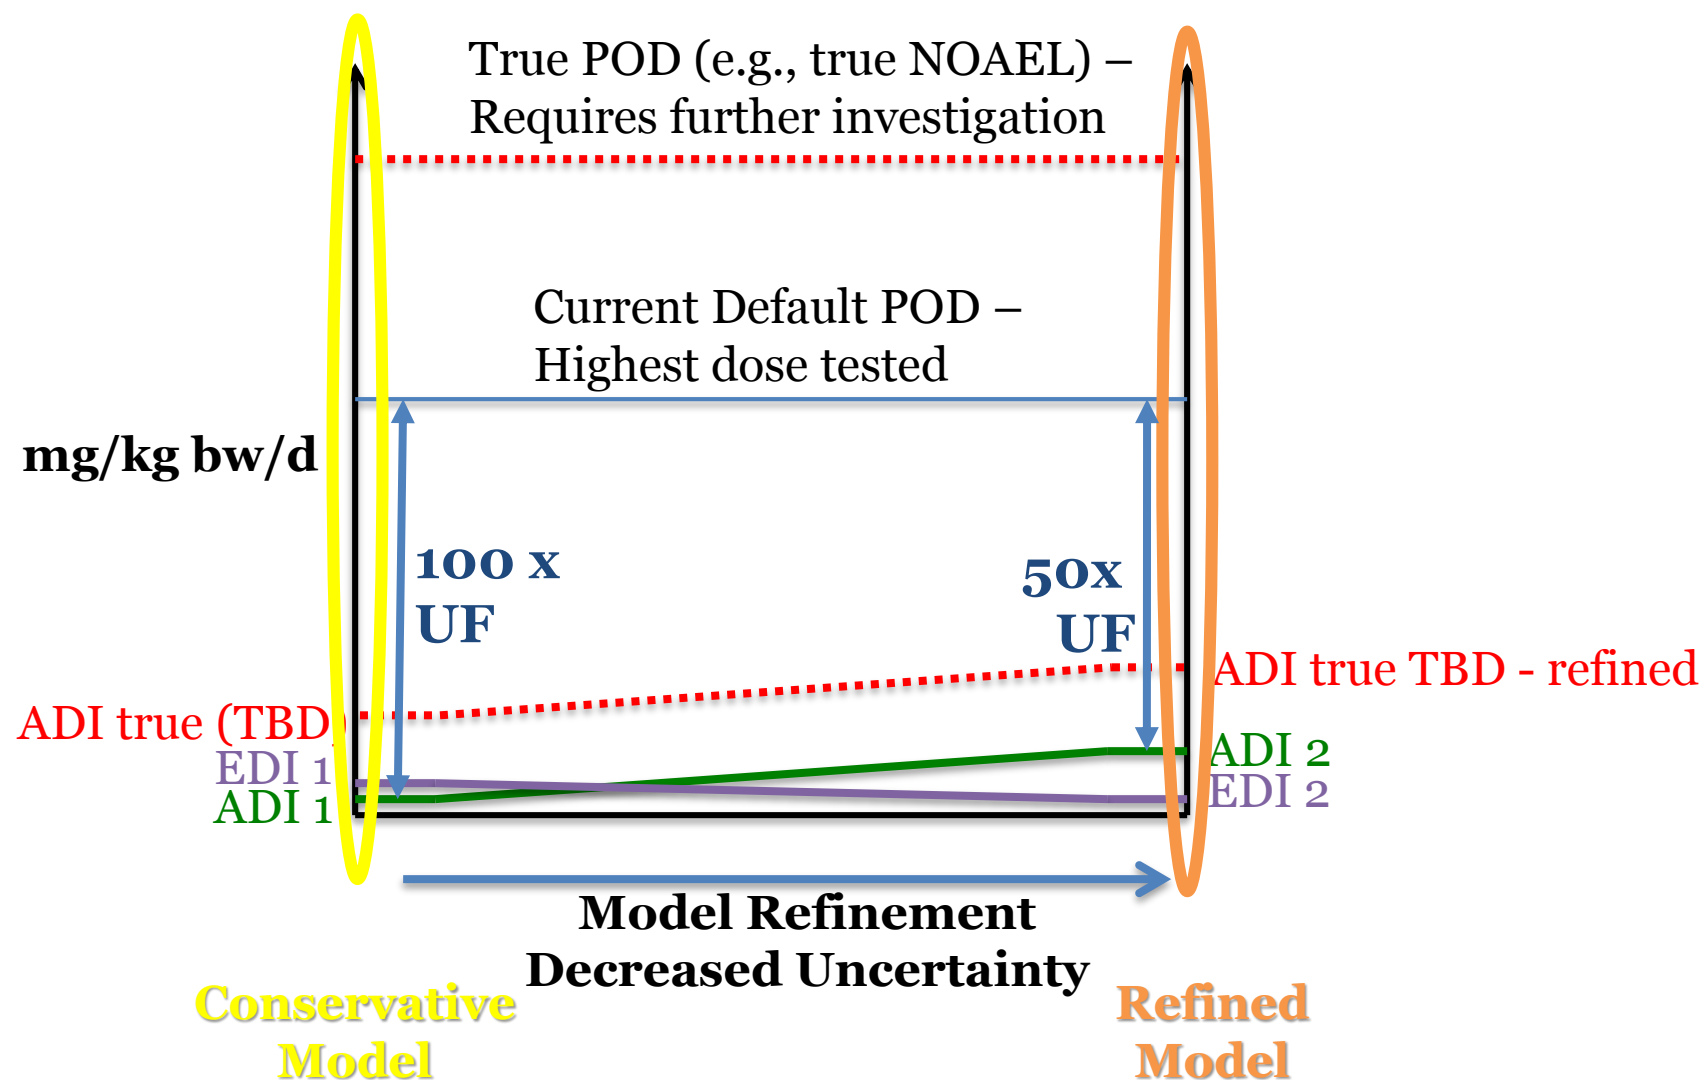 True POD (e.g., true NOAEL) –
Requires further investigation
Current Default POD –
Highest dose tested
mg/kg bw/d
100 x
UF
50x
UF
ADI true (TBD)
ADI true TBD - refined
EDI 1
ADI 1
ADI 2
EDI 2
Model Refinement
Decreased Uncertainty
Conservative
Model
Refined
Model